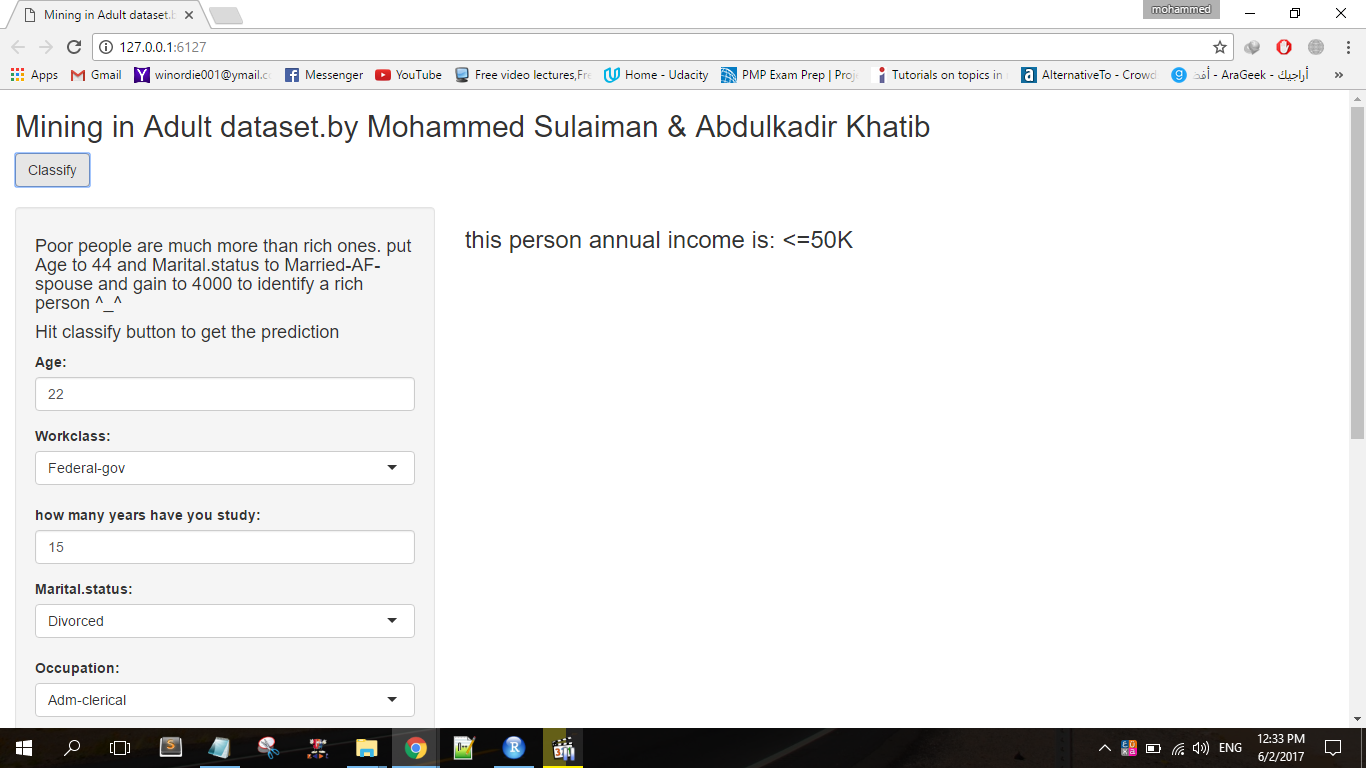 Mining in Adult dataset.b
mohammed
127.0.0.1:6127
Apps
Gmail
winordie001@ymail.c
Messenger
YouTube
Free video lectures,Fre
Home - Udacity
PMP Exam Prep | Proj
Tutorials on topics in
AlternativeTo - Crowd
أراجيك - AraGeek - أفض
»
Mining in Adult dataset.by Mohammed Sulaiman & Abdulkadir Khatib
Classify
Poor people are much more than rich ones. put
Age to 44 and Marital.status to Married-AF-
spouse and gain to 4000 to identify a rich
person ^_^
Hit classify button to get the prediction
Age:
22
Workclass:
Federal-gov
how many years have you study:
15
Marital.status:
Divorced
Occupation:
Adm-clerical
this person annual income is: <=50K
ENG
12:33 PM
6/2/2017